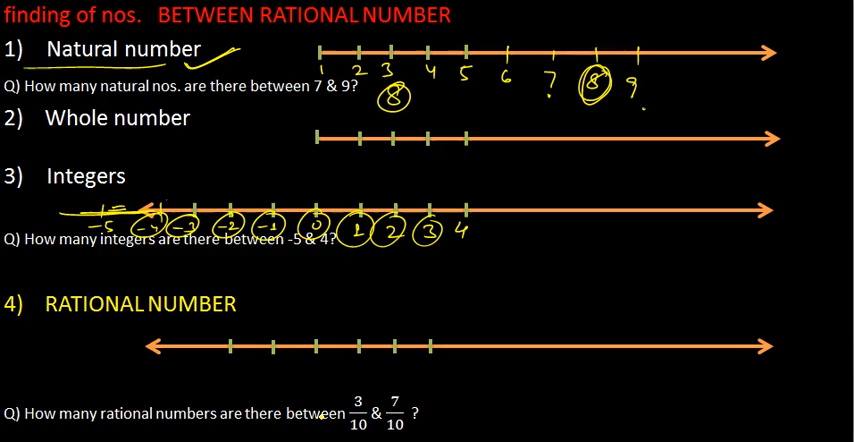 finding of nos. BETWEEN RATIONAL NUMBER
1) Natural number
1 2 3 4 5 6 7 8 9
Q) How many natural nos. are there between 7 & 9?
8
2) Whole number
3) Integers
-5 -4 -3 -2 -1 0 1 2 3 4
Q) How many integers are there between -5 & 4?
4) RATIONAL NUMBER
Q) How many rational numbers are there between 3/10 & 7/10 ?